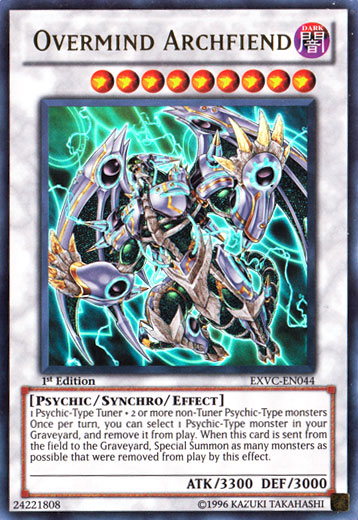 OVERMIND ARCHFIEND
DARK
闇
1st Edition
EXVC-EN044
[PSYCHIC/SYNCHRO/EFFECT]
1 Psychic-Type Tuner + 2 or more non-Tuner Psychic-Type monsters
Once per turn, you can select 1 Psychic-Type monster in your
Graveyard, and remove it from play. When this card is sent from
the field to the Graveyard, Special Summon as many monsters as
possible that were removed from play by this effect.
ATK/3300 DEF/3000
24221808
©1996 KAZUKI TAKAHASHI